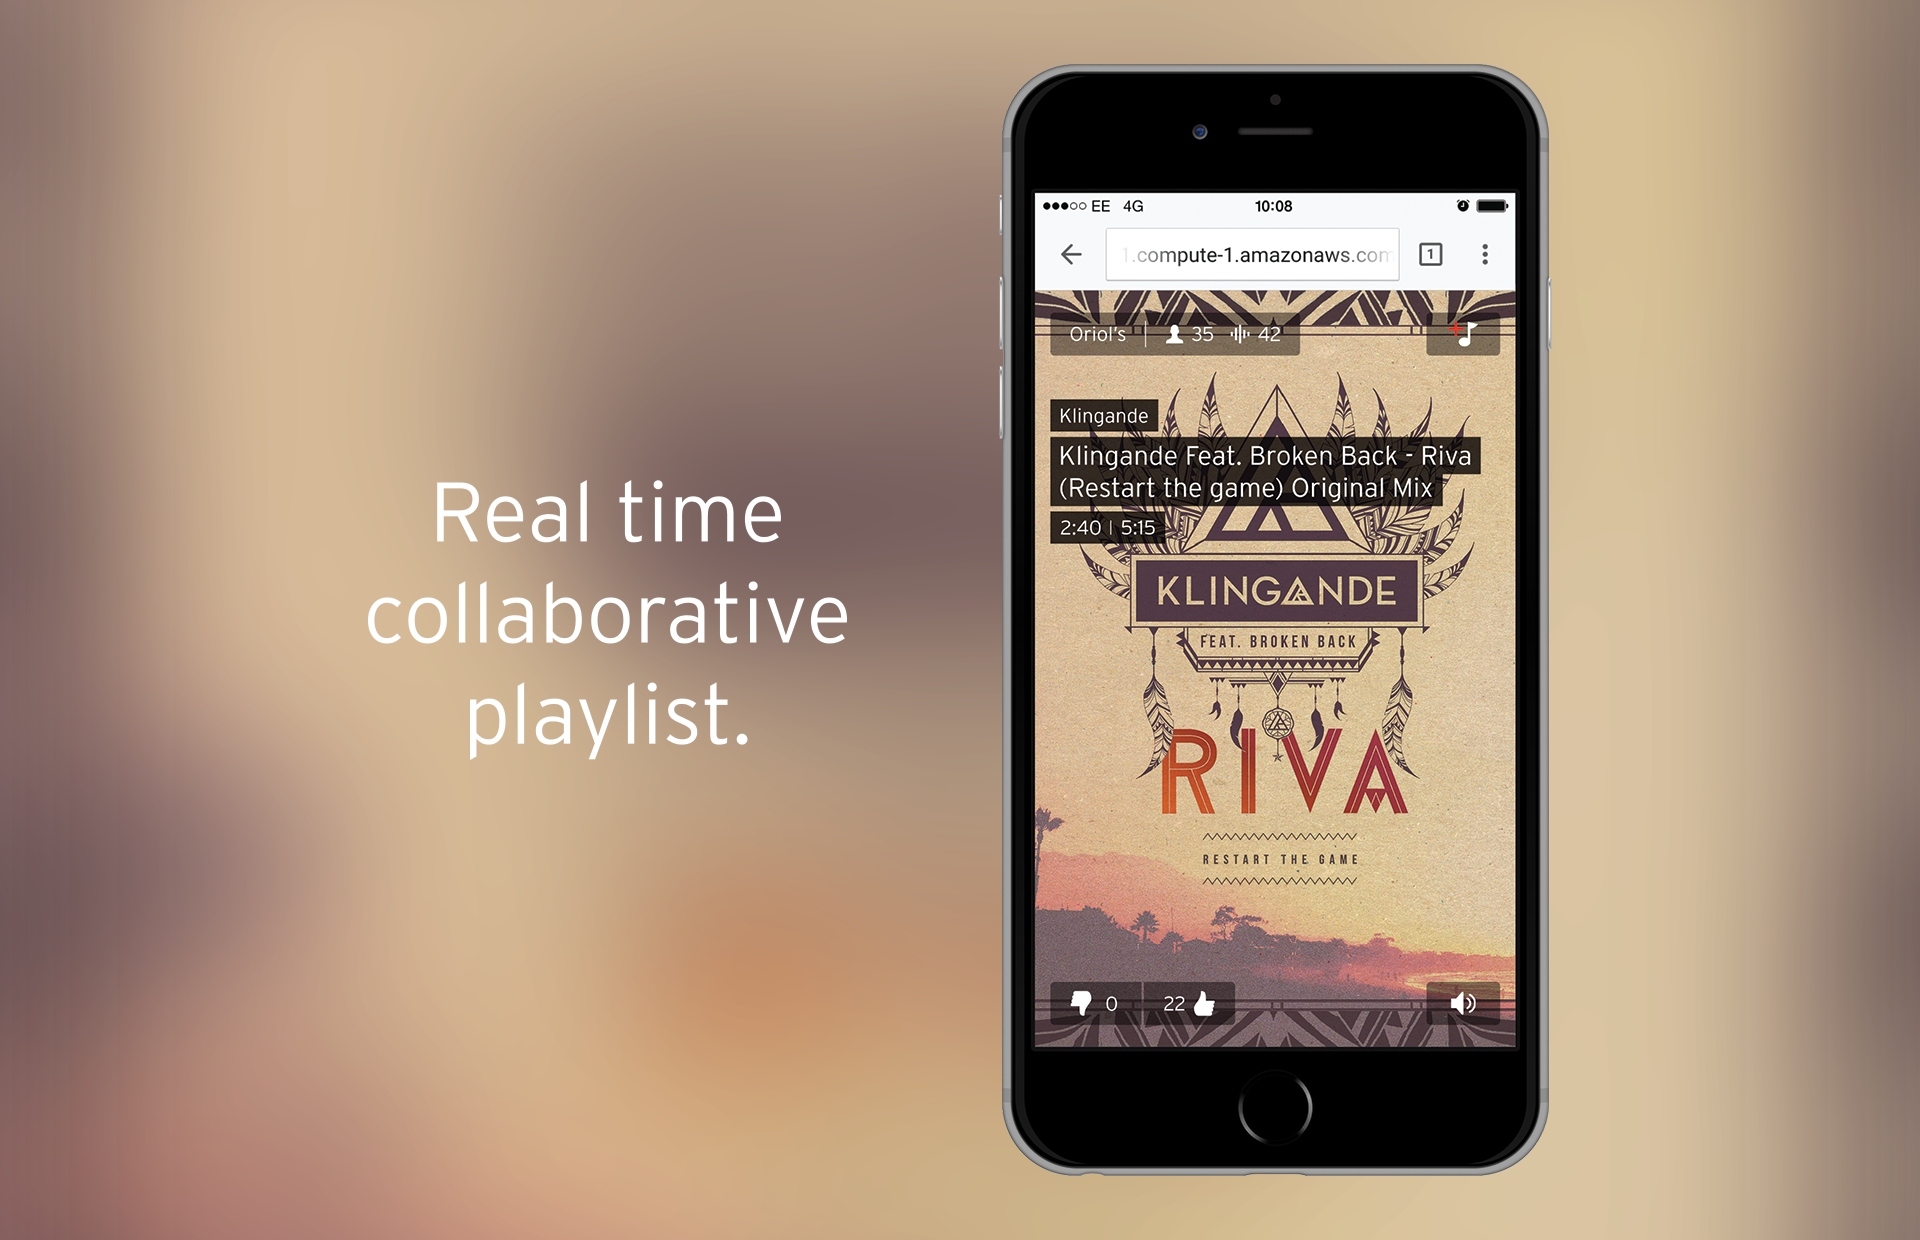 Real time
collaborative
playlist.
EE 4G 10:08
1.compute-1.amazonaws.com
1
Oriol's 35 42
Klingande
Klingande Feat. Broken Back - Riva
(Restart the game) Original Mix
2:40 | 5:15
KLINGANDE
FEAT. BROKEN BACK
RIVA
RESTART THE GAME
0 22